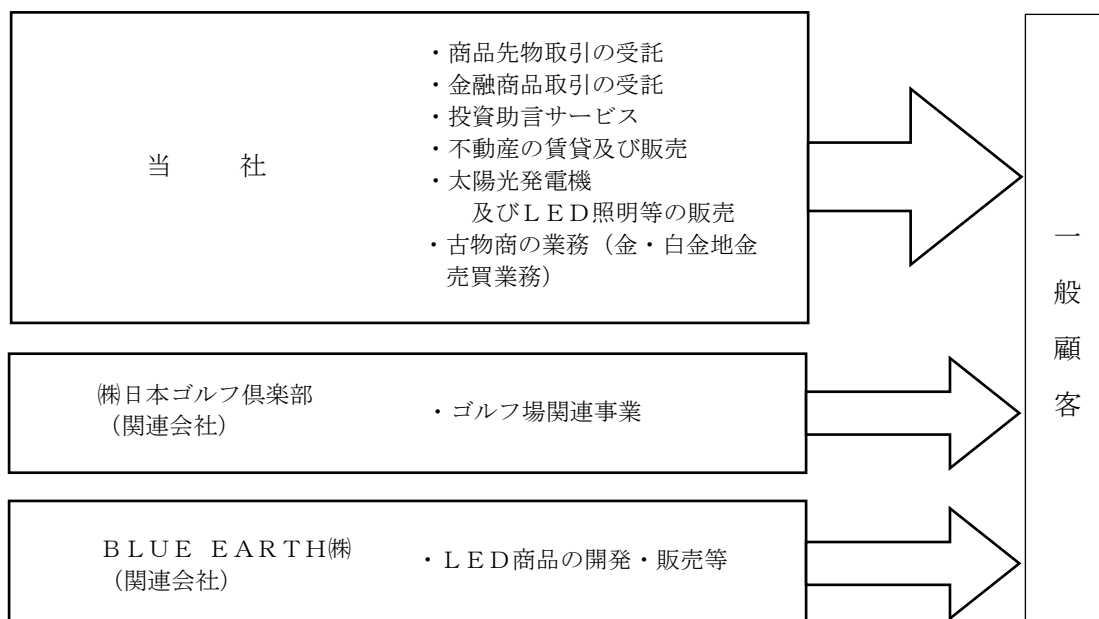 ・商品先物取引の受託
・金融商品取引の受託
・投資助言サービス
・不動産の賃貸及び販売
当　　社
・太陽光発電機
及びＬＥＤ照明等の販売
・古物商の業務（金・白金地金
売買業務）
㈱日本ゴルフ倶楽部
（関連会社）
・ゴルフ場関連事業
ＢＬＵＥ　ＥＡＲＴＨ㈱
（関連会社）
・ＬＥＤ商品の開発・販売等
一般顧客